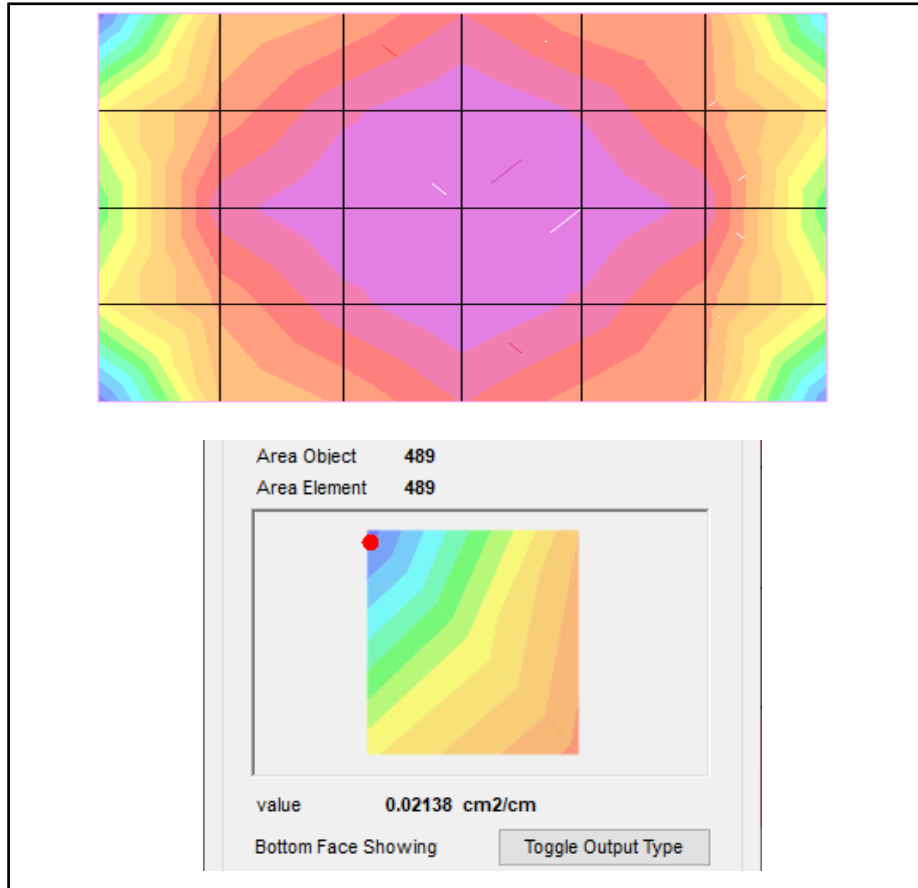 Area Object 489
Area Element 489
value 0.02138 cm2/cm
Bottom Face Showing Toggle Output Type